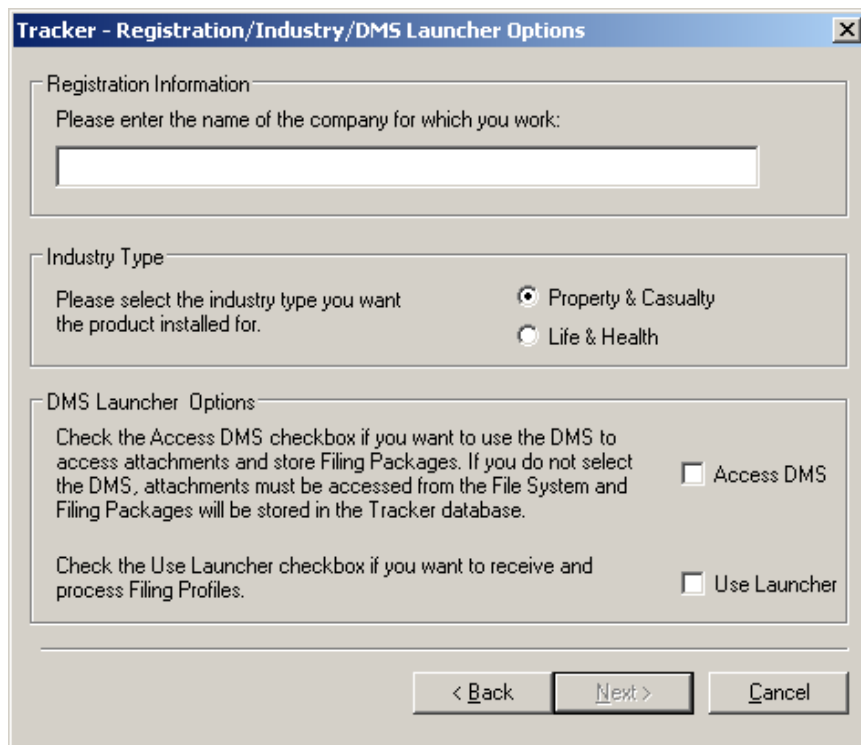 Tracker - Registration/Industry/DMS Launcher Options
Registration Information
Please enter the name of the company for which you work:
Industry Type
Please select the industry type you want
the product installed for.
Property & Casualty
Life & Health
DMS Launcher Options
Check the Access DMS checkbox if you want to use the DMS to
access attachments and store Filing Packages. If you do not select
the DMS, attachments must be accessed from the File System and
Filing Packages will be stored in the Tracker database.
Access DMS
Check the Use Launcher checkbox if you want to receive and
process Filing Profiles.
Use Launcher
< Back
Next >
Cancel